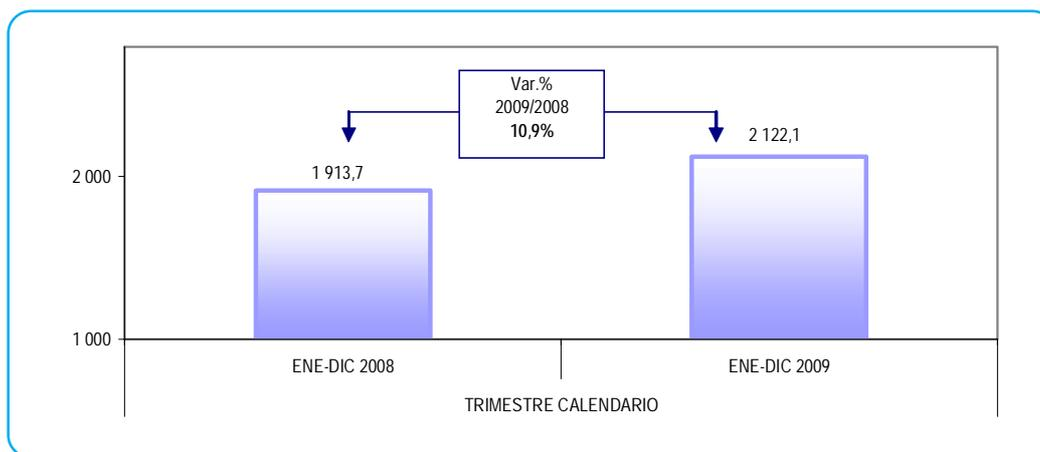 Var.%
2009/2008
10,9%
2 122,1
1 913,7
2 000
1 000
ENE-DIC 2008
ENE-DIC 2009
TRIMESTRE CALENDARIO